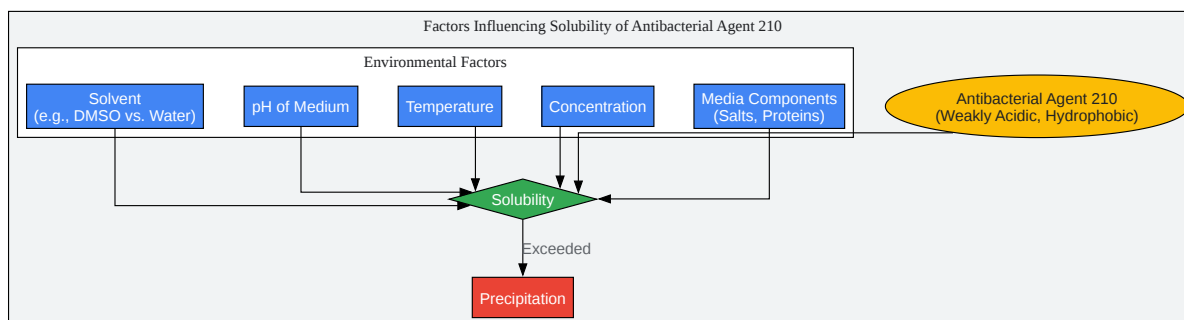 Factors Influencing Solubility of Antibacterial Agent 210
Environmental Factors
Solvent
(e.g., DMSO vs. Water)
pH of Medium
Temperature
Concentration
Media Components
(Salts, Proteins)
Antibacterial Agent 210
(Weakly Acidic, Hydrophobic)
Solubility
Exceeded
Precipitation